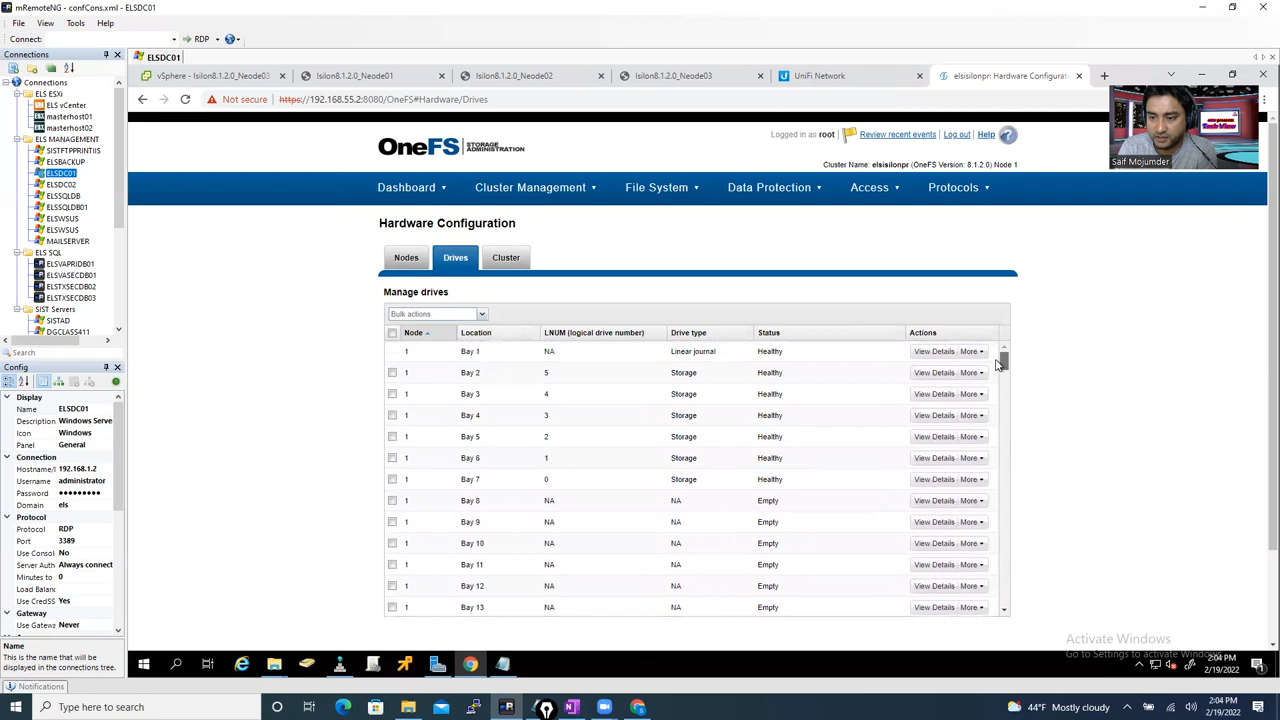 mRemoteNG - confCons.xml - ELSDC01
File View Tools Help
Connect: RDP
Connections
ELSDC01
Connections
ELS ESXi
ELS vCenter
masterhost01
masterhost02
ELS MANAGEMENT
SISTFTPRINTIIS
ELSBACKUP
ELSDC01
ELSDC02
ELSSQLDB
ELSSQLDB01
ELSWSUS
ELSWSUS
MAILSERVER
ELS SQL
ELSVAPRIDB01
ELSVASECDB01
ELSTXSECDB02
ELSTXSECDB03
SIST Servers
SISTAD
DGCLASS411
Search
Config
Display
Name ELSDC01
Description Windows Serve
Icon Windows
Panel General
Connection
Hostname/I 192.168.1.2
Username administrator
Password
Domain els
Protocol
Protocol RDP
Port 3389
Use Consol No
Server Auth Always connect
Minutes to 0
Load Balanc
Use CredSS Yes
Gateway
Use Gatewa Never
Name
This is the name that will be
displayed in the connections tree.
Notifications
vSphere - Isilon8.1.2.0_Neode03
Isilon8.1.2.0_Neode01
Isilon8.1.2.0_Neode02
Isilon8.1.2.0_Neode03
UniFi Network
elsisilonpr: Hardware Configurat
Not secure https://192.168.55.2:8080/OneFS#Hardware/Drives
OneFS STORAGE ADMINISTRATION
Logged in as root Review recent events Log out Help
Cluster Name: elsisilonpr (OneFS Version: 8.1.2.0) Node 1
Saif Mojumder
Dashboard Cluster Management File System Data Protection Access Protocols
Hardware Configuration
Nodes Drives Cluster
Manage drives
Bulk actions
Node Location LNUM (logical drive number) Drive type Status Actions
1 Bay 1 NA Linear journal Healthy View Details More
1 Bay 2 5 Storage Healthy View Details More
1 Bay 3 4 Storage Healthy View Details More
1 Bay 4 3 Storage Healthy View Details More
1 Bay 5 2 Storage Healthy View Details More
1 Bay 6 1 Storage Healthy View Details More
1 Bay 7 0 Storage Healthy View Details More
1 Bay 8 NA NA Empty View Details More
1 Bay 9 NA NA Empty View Details More
1 Bay 10 NA NA Empty View Details More
1 Bay 11 NA NA Empty View Details More
1 Bay 12 NA NA Empty View Details More
1 Bay 13 NA NA Empty View Details More
Activate Windows
Go to Settings to activate Windows.
2:04 PM
2/19/2022
Type here to search
44°F Mostly cloudy
2:04 PM
2/19/2022